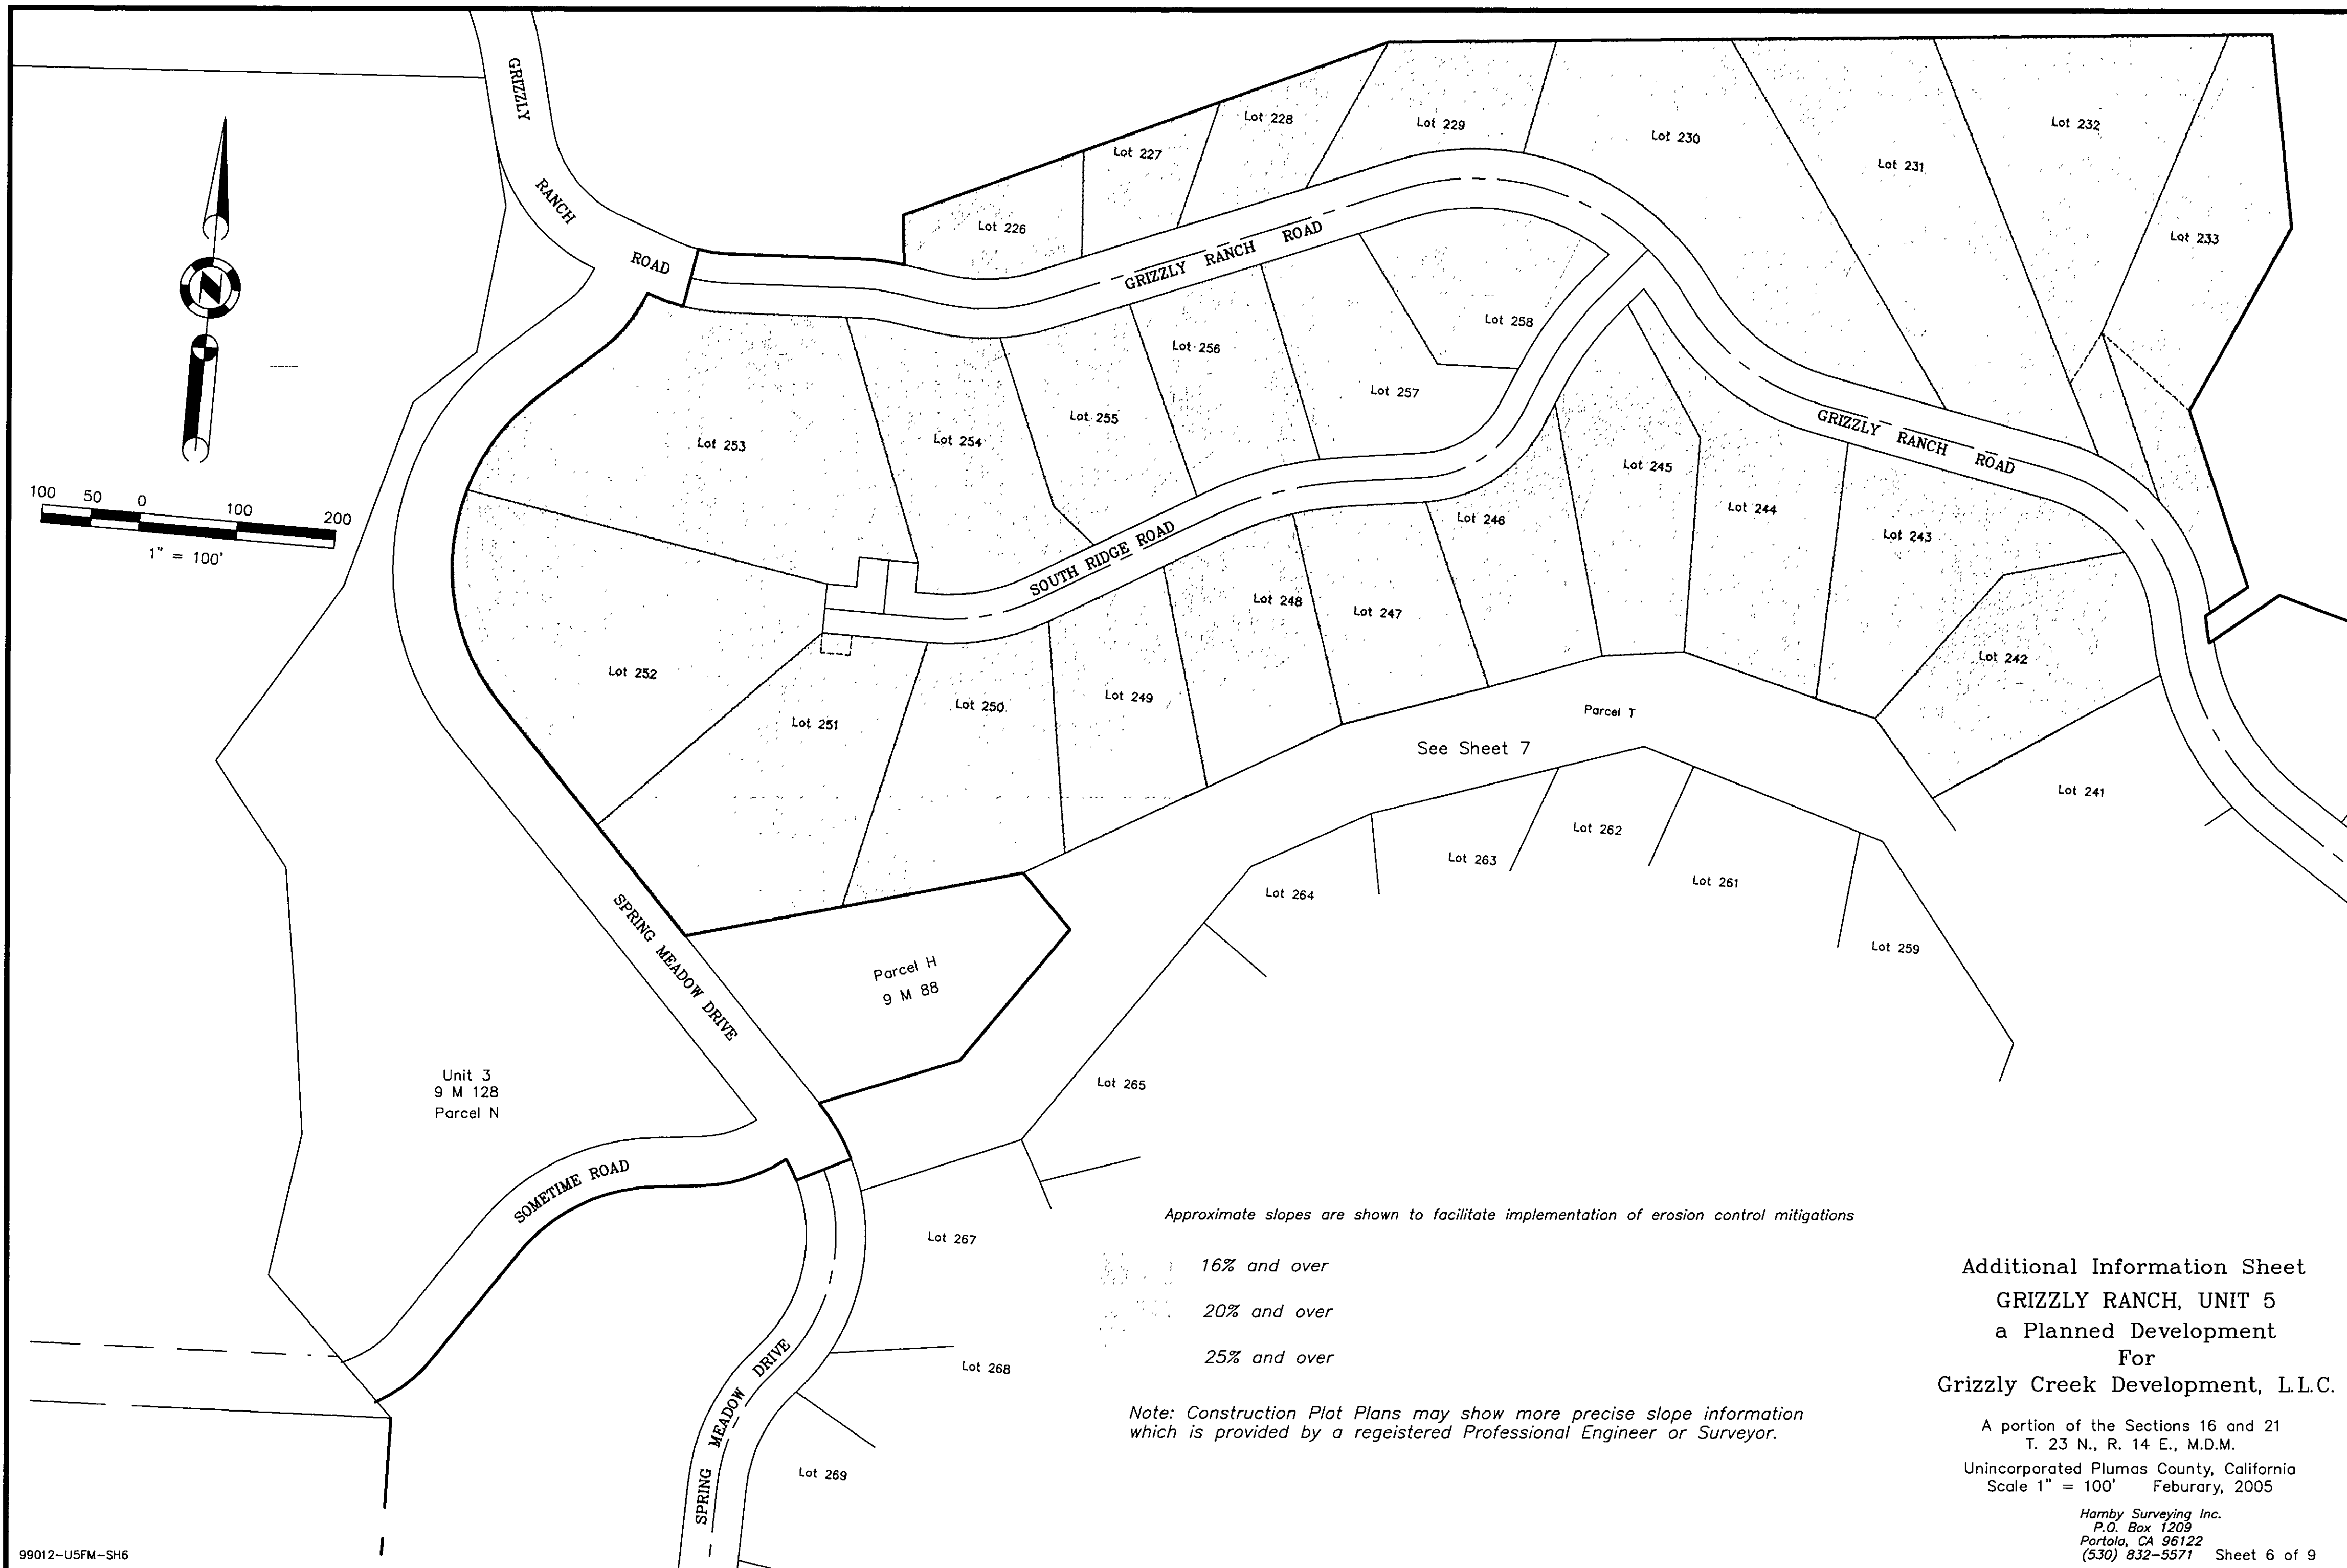 GRIZZLY
RANCH
ROAD
N
100 50 0 100 200
1" = 100'
Lot 226
Lot 227
Lot 228
Lot 229
Lot 230
Lot 231
Lot 232
Lot 233
GRIZZLY RANCH ROAD
Lot 258
Lot 256
Lot 257
Lot 255
Lot 254
Lot 253
GRIZZLY RANCH ROAD
Lot 245
Lot 244
Lot 243
Lot 246
SOUTH RIDGE ROAD
Lot 248
Lot 247
Lot 242
Lot 252
Lot 251
Lot 250
Lot 249
Parcel T
See Sheet 7
Lot 241
Lot 262
Lot 263
Lot 261
Lot 264
Lot 259
SPRING MEADOW DRIVE
Parcel H
9 M 88
Unit 3
9 M 128
Parcel N
Lot 265
SOMETIME ROAD
Lot 267
Lot 268
SPRING MEADOW DRIVE
Lot 269
Approximate slopes are shown to facilitate implementation of erosion control mitigations
16% and over
20% and over
25% and over
Note: Construction Plot Plans may show more precise slope information
which is provided by a regeistered Professional Engineer or Surveyor.
Additional Information Sheet
GRIZZLY RANCH, UNIT 5
a Planned Development
For
Grizzly Creek Development, L.L.C.
A portion of the Sections 16 and 21
T. 23 N., R. 14 E., M.D.M.
Unincorporated Plumas County, California
Scale 1" = 100' Feburary, 2005
Hamby Surveying Inc.
P.O. Box 1209
Portola, CA 96122
(530) 832-5571 Sheet 6 of 9
99012-U5FM-SH6